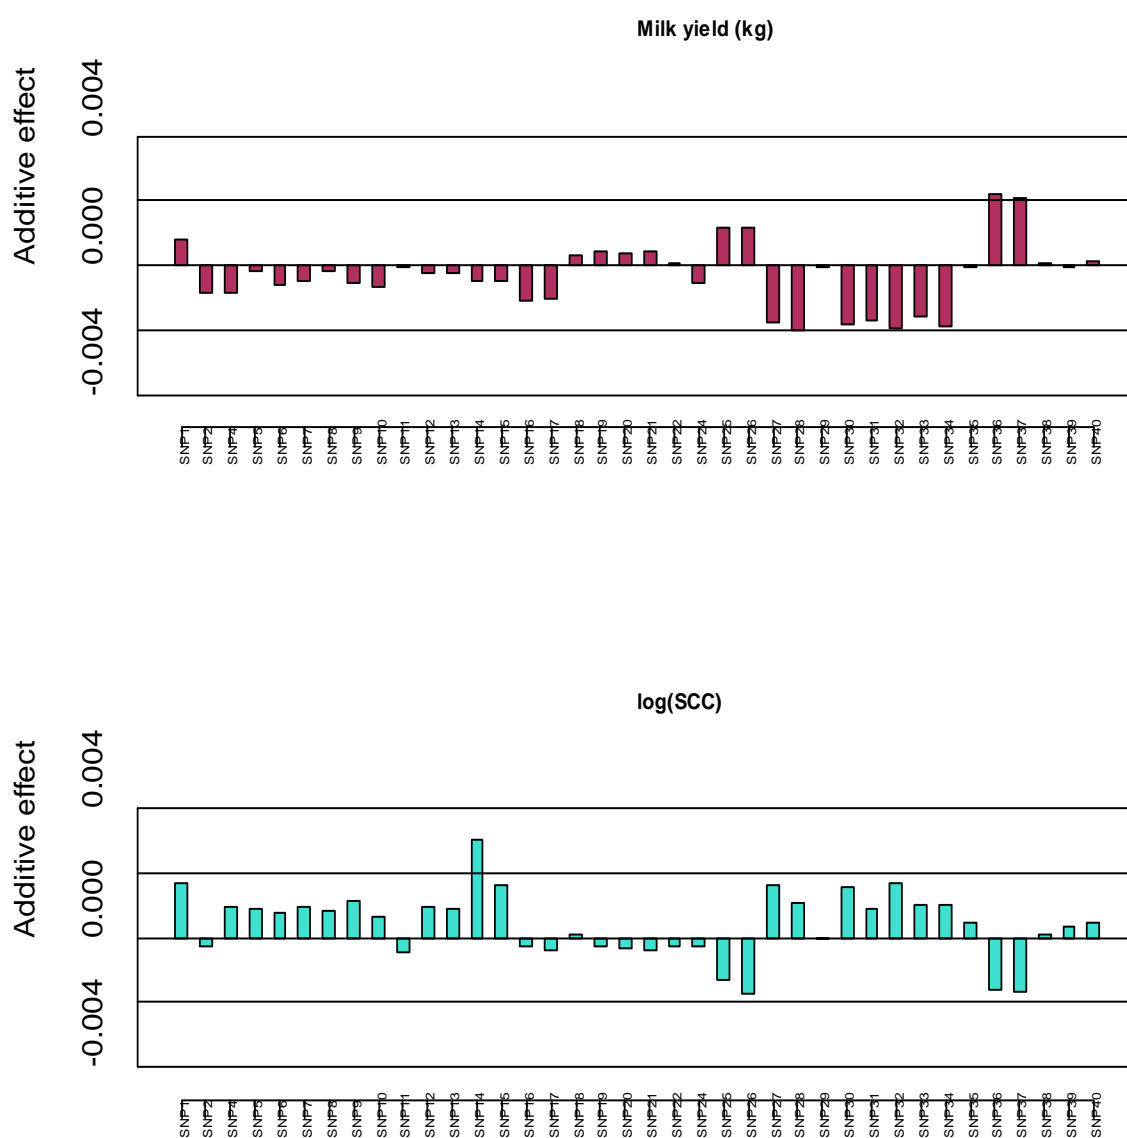 Milk yield (kg)
Additive effect
0.004
0.000
-0.004
SNP1 SNP2 SNP4 SNP5 SNP6 SNP7 SNP8 SNP9 SNP10 SNP11 SNP12 SNP13 SNP14 SNP15 SNP16 SNP17 SNP18 SNP19 SNP20 SNP21 SNP22 SNP24 SNP25 SNP26 SNP27 SNP28 SNP29 SNP30 SNP31 SNP32 SNP33 SNP34 SNP35 SNP36 SNP37 SNP38 SNP39 SNP40
log(SCC)
Additive effect
0.004
0.000
-0.004
SNP1 SNP2 SNP4 SNP5 SNP6 SNP7 SNP8 SNP9 SNP10 SNP11 SNP12 SNP13 SNP14 SNP15 SNP16 SNP17 SNP18 SNP19 SNP20 SNP21 SNP22 SNP24 SNP25 SNP26 SNP27 SNP28 SNP29 SNP30 SNP31 SNP32 SNP33 SNP34 SNP35 SNP36 SNP37 SNP38 SNP39 SNP40